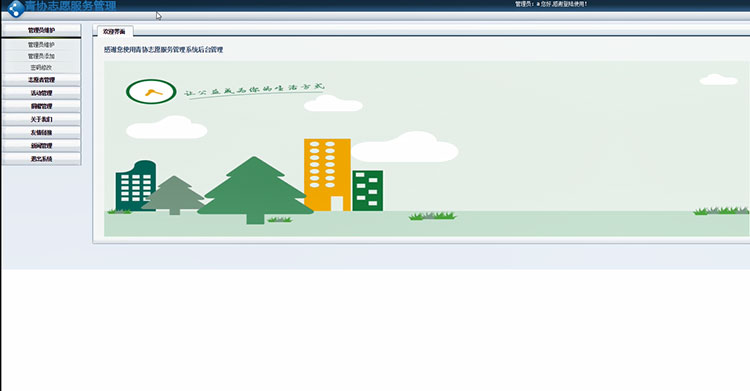 青协志愿服务管理
管理员：a 您好,感谢登陆使用！
管理员维护
管理员维护
管理员添加
密码修改
志愿者管理
活动管理
捐赠管理
关于我们
友情链接
新闻管理
退出系统
欢迎界面
感谢您使用青协志愿服务管理系统后台管理
让公益成为你的生活方式